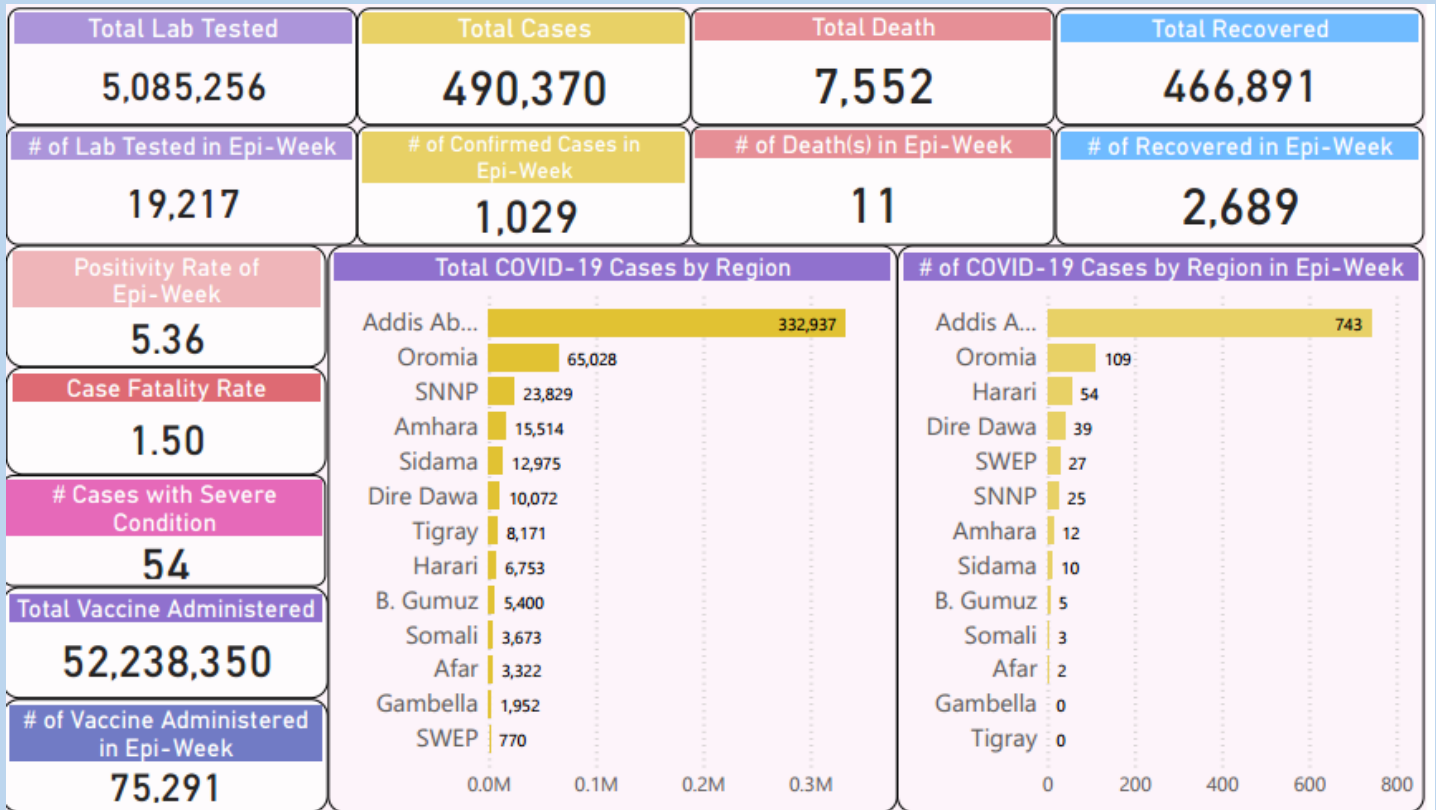 Total Lab Tested
5,085,256
Total Cases
490,370
Total Death
7,552
Total Recovered
466,891
# of Lab Tested in Epi-Week
19,217
# of Confirmed Cases in
Epi-Week
1,029
# of Death(s) in Epi-Week
11
# of Recovered in Epi-Week
2,689
Positivity Rate of
Epi-Week
5.36
Case Fatality Rate
1.50
# Cases with Severe
Condition
54
Total Vaccine Administered
52,238,350
# of Vaccine Administered
in Epi-Week
75,291
Total COVID-19 Cases by Region
Addis Ab... 332,937
Oromia 65,028
SNNP 23,829
Amhara 15,514
Sidama 12,975
Dire Dawa 10,072
Tigray 8,171
Harari 6,753
B. Gumuz 5,400
Somali 3,673
Afar 3,322
Gambella 1,952
SWEP 770
0.0M 0.1M 0.2M 0.3M
# of COVID-19 Cases by Region in Epi-Week
Addis A... 743
Oromia 109
Harari 54
Dire Dawa 39
SWEP 27
SNNP 25
Amhara 12
Sidama 10
B. Gumuz 5
Somali 3
Afar 2
Gambella 0
Tigray 0
0 200 400 600 800